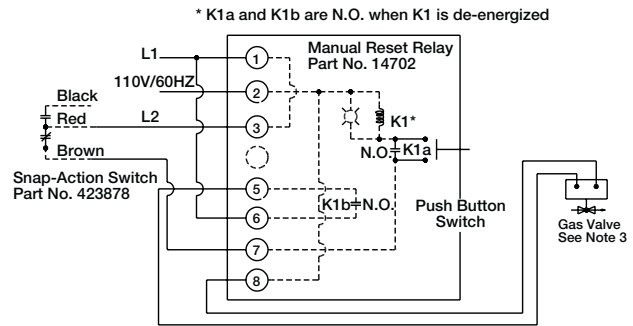 * K1a and K1b are N.O. when K1 is de-energized
L1
1
Manual Reset Relay
Part No. 14702
110V/60HZ
2
Black
Red
L2
3
K1*
N.O.
K1a
Brown
Snap-Action Switch
Part No. 423878
5
K1b
N.O.
Push Button
Switch
6
7
8
Gas Valve
See Note 3